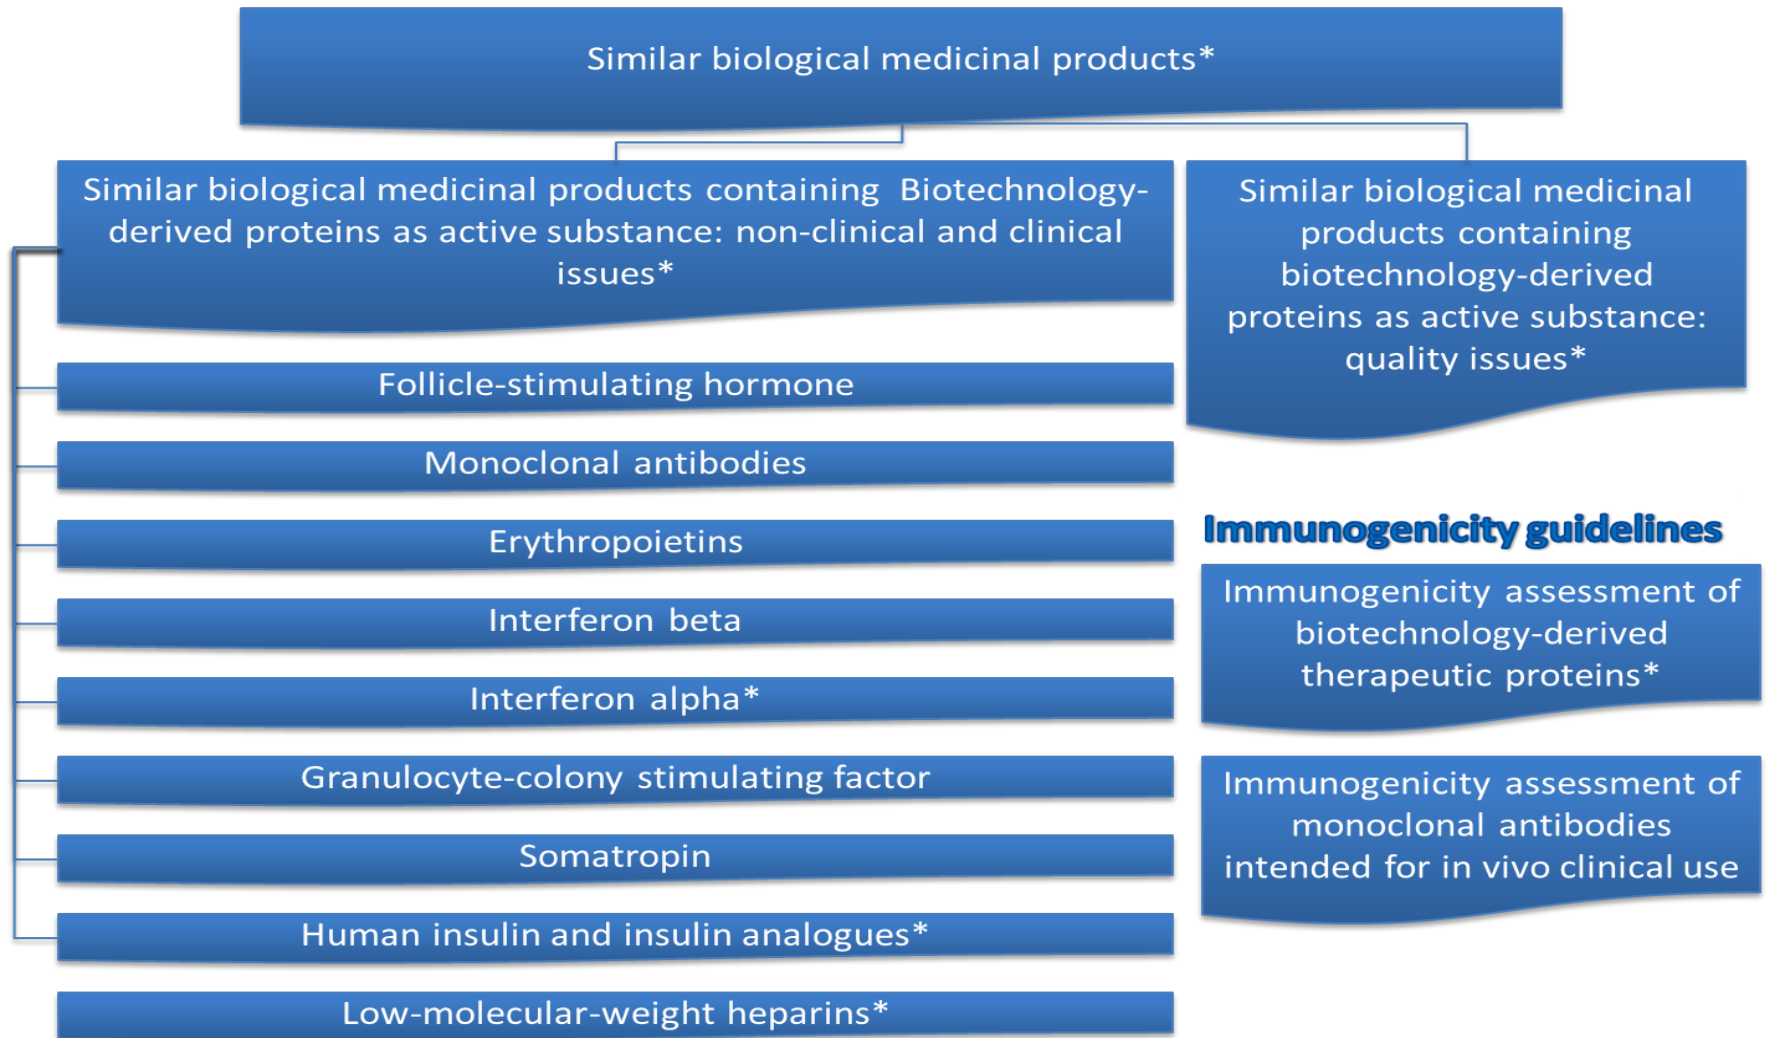 Similar biological medicinal products*
Similar biological medicinal products containing Biotechnology-
derived proteins as active substance: non-clinical and clinical
issues*
Follicle-stimulating hormone
Monoclonal antibodies
Erythropoietins
Interferon beta
Interferon alpha*
Granulocyte-colony stimulating factor
Somatropin
Human insulin and insulin analogues*
Low-molecular-weight heparins*
Similar biological medicinal
products containing
biotechnology-derived
proteins as active substance:
quality issues*
Immunogenicity guidelines
Immunogenicity assessment of
biotechnology-derived
therapeutic proteins*
Immunogenicity assessment of
monoclonal antibodies
intended for in vivo clinical use